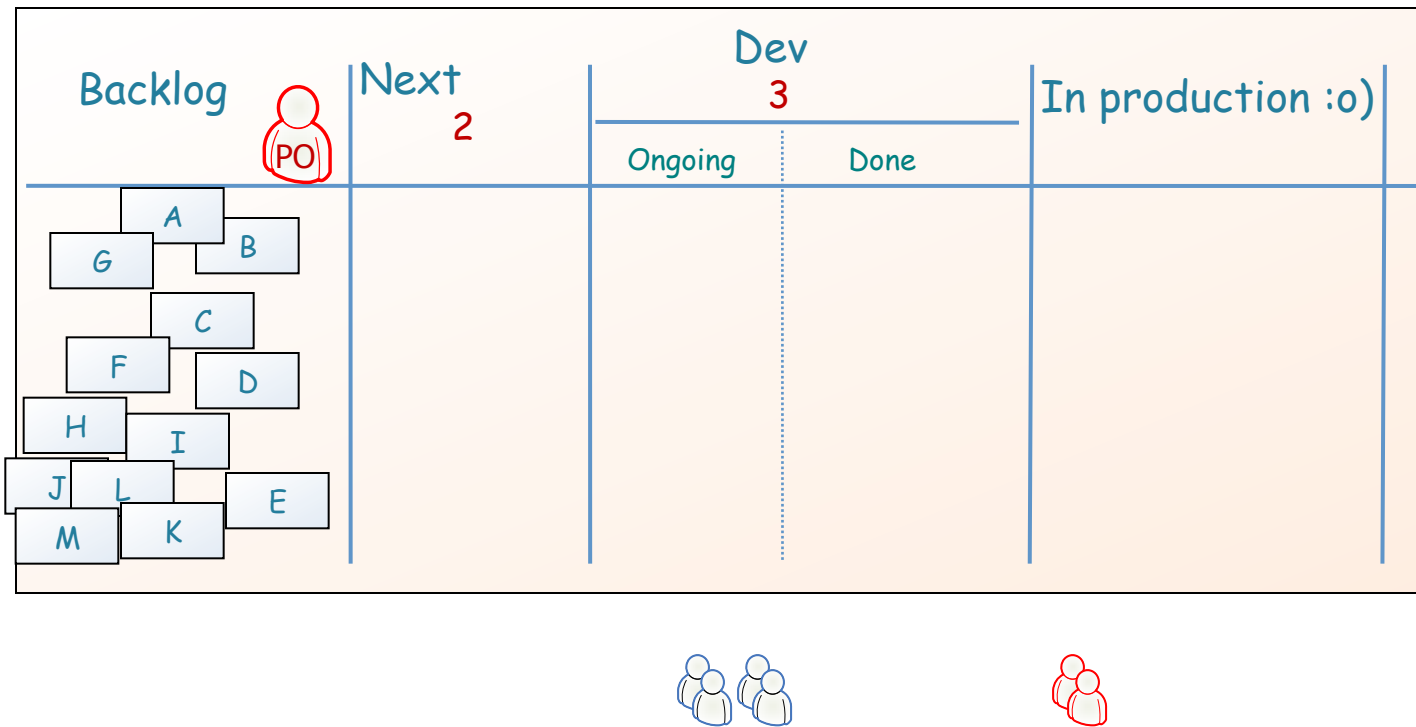 Backlog
PO
Next
2
Dev
3
Ongoing
Done
In production :o)
A
B
G
C
F
D
H
I
J
L
E
M
K